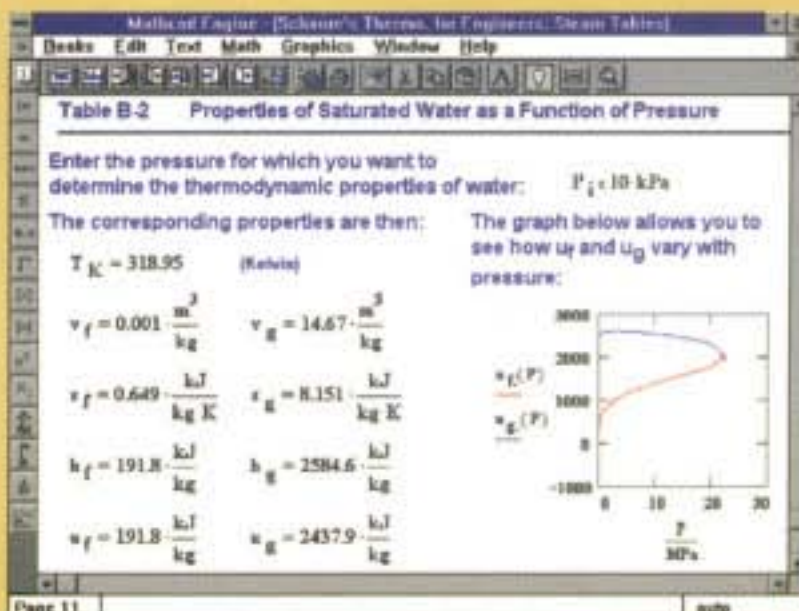 Mathcad Engine - [Schaum's Thermo. for Engineers: Steam Tables]
Books Edit Text Math Graphics Window Help
Table B-2 Properties of Saturated Water as a Function of Pressure
Enter the pressure for which you want to
determine the thermodynamic properties of water: P i : 10·kPa
The corresponding properties are then:
T K = 318.95 (Kelvin)
v f = 0.001·m³/kg v g = 14.67·m³/kg
s f = 0.649·kJ/kg K s g = 8.151·kJ/kg K
h f = 191.8·kJ/kg h g = 2584.6·kJ/kg
u f = 191.8·kJ/kg u g = 2437.9·kJ/kg
The graph below allows you to
see how uf and ug vary with
pressure:
3000
2000
1000
0
-1000
u f(P)
u g(P)
0 10 20 30
P/MPa
Page 11 auto